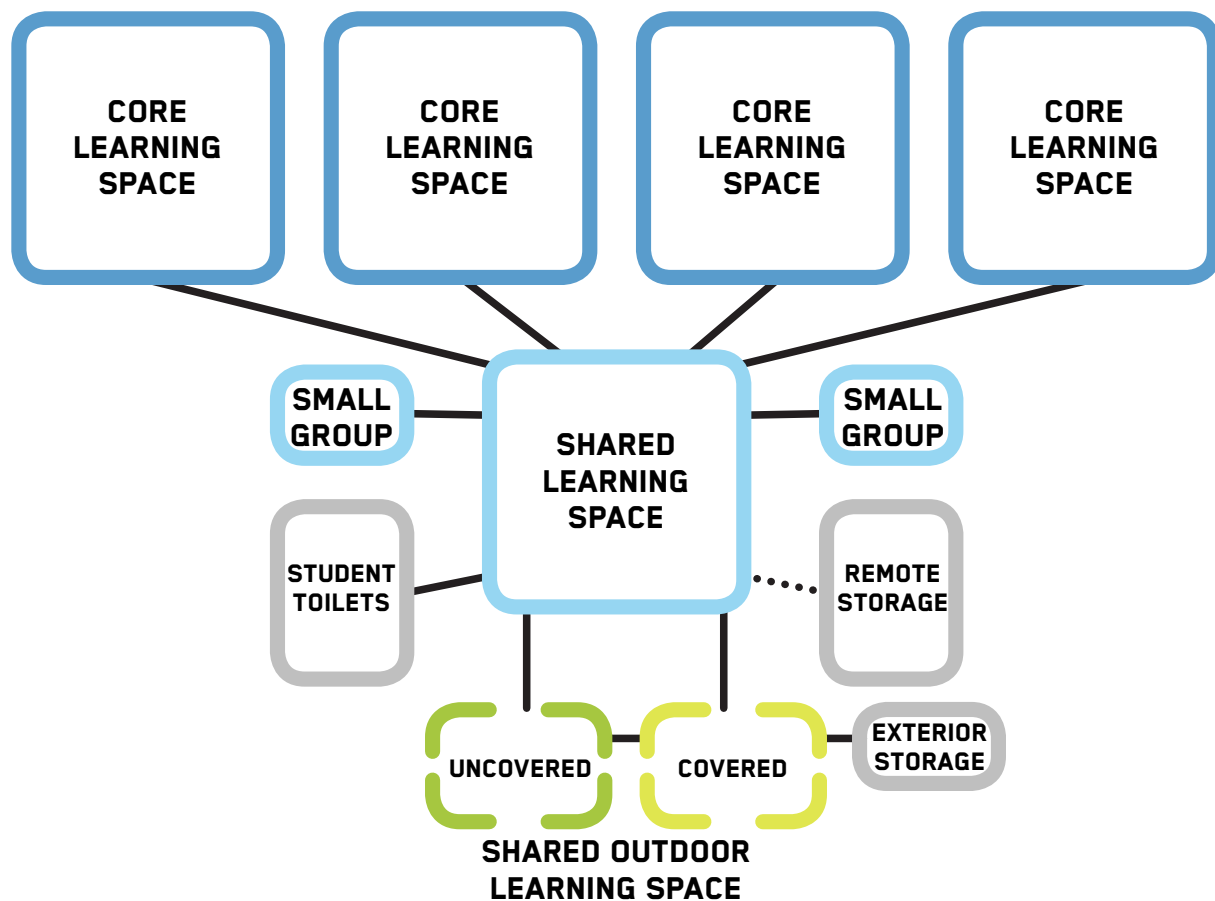 CORE
LEARNING
SPACE
CORE
LEARNING
SPACE
CORE
LEARNING
SPACE
CORE
LEARNING
SPACE
SMALL
GROUP
SHARED
LEARNING
SPACE
SMALL
GROUP
STUDENT
TOILETS
REMOTE
STORAGE
UNCOVERED
COVERED
EXTERIOR
STORAGE
SHARED OUTDOOR
LEARNING SPACE